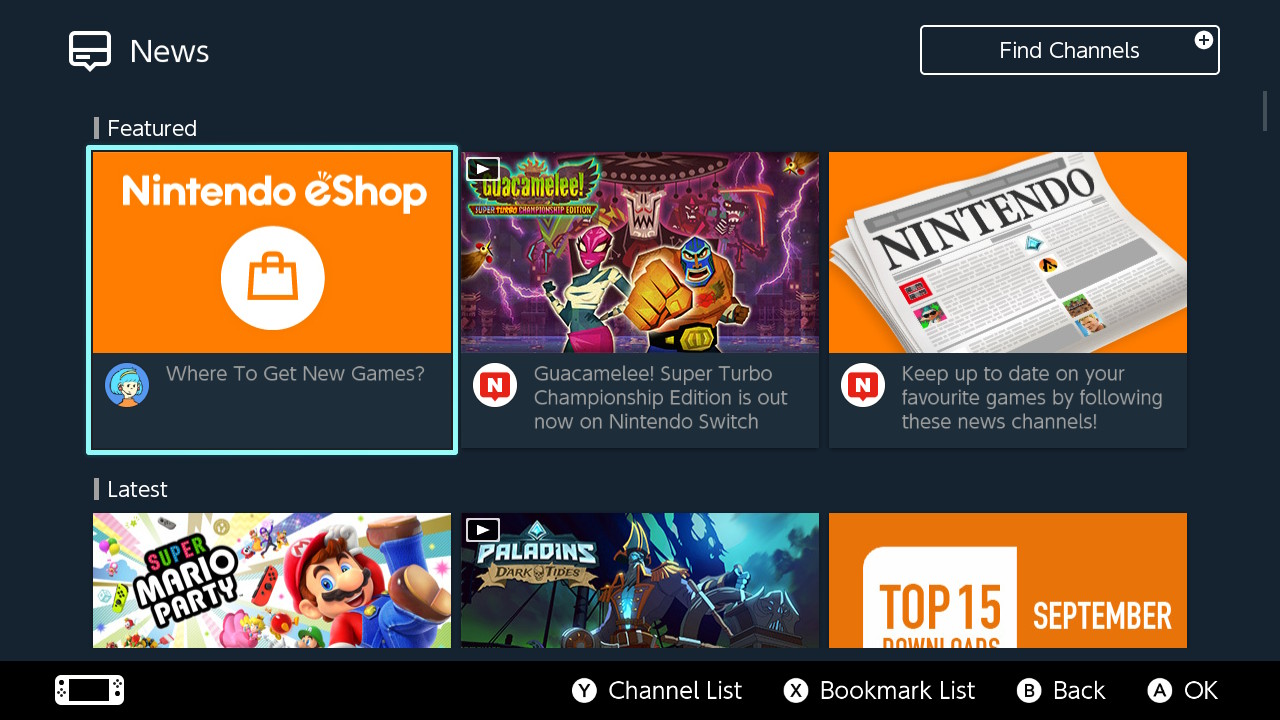 News
Find Channels
Featured
Nintendo eShop
Guacamelee!
SUPER TURBO CHAMPIONSHIP EDITION
NINTENDO
Where To Get New Games?
N
Guacamelee! Super Turbo
Championship Edition is out
now on Nintendo Switch
N
Keep up to date on your
favourite games by following
these news channels!
Latest
SUPER
MARIO
PARTY
PALADINS
DARK TIDES
TOP 15
DOWNLOADS
SEPTEMBER
Y Channel List
X Bookmark List
B Back
A OK